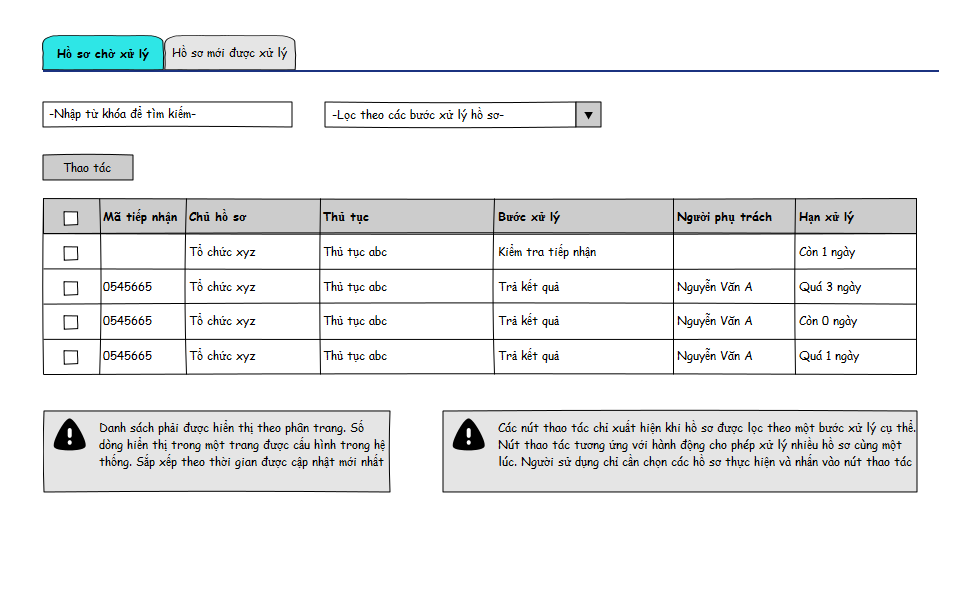 Hồ sơ chờ xử lý
Hồ sơ mới được xử lý
-Nhập từ khóa để tìm kiếm-
-Lọc theo các bước xử lý hồ sơ-
Thao tác
Mã tiếp nhận Chủ hồ sơ Thủ tục Bước xử lý Người phụ trách Hạn xử lý
Tổ chức xyz Thủ tục abc Kiểm tra tiếp nhận Còn 1 ngày
0545665 Tổ chức xyz Thủ tục abc Trả kết quả Nguyễn Văn A Quá 3 ngày
0545665 Tổ chức xyz Thủ tục abc Trả kết quả Nguyễn Văn A Còn 0 ngày
0545665 Tổ chức xyz Thủ tục abc Trả kết quả Nguyễn Văn A Quá 1 ngày
Danh sách phải được hiển thị theo phân trang. Số
dòng hiển thị trong một trang được cấu hình trong hệ
thống. Sắp xếp theo thời gian được cập nhật mới nhất
Các nút thao tác chỉ xuất hiện khi hồ sơ được lọc theo một bước xử lý cụ thể.
Nút thao tác tương ứng với hành động cho phép xử lý nhiều hồ sơ cùng một
lúc. Người sử dụng chỉ cần chọn các hồ sơ thực hiện và nhấn vào nút thao tác